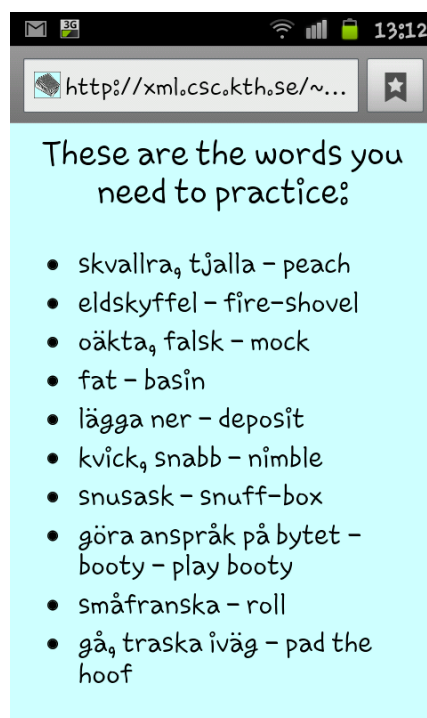 3G
13:12
http://xml.csc.kth.se/~...
These are the words you
need to practice:
• skvallra, tjalla - peach
• eldskyffel - fire-shovel
• oäkta, falsk - mock
• fat - basin
• lägga ner - deposit
• kvick, snabb - nimble
• snusask - snuff-box
• göra anspråk på bytet -
booty - play booty
• småfranska - roll
• gå, traska iväg - pad the
hoof